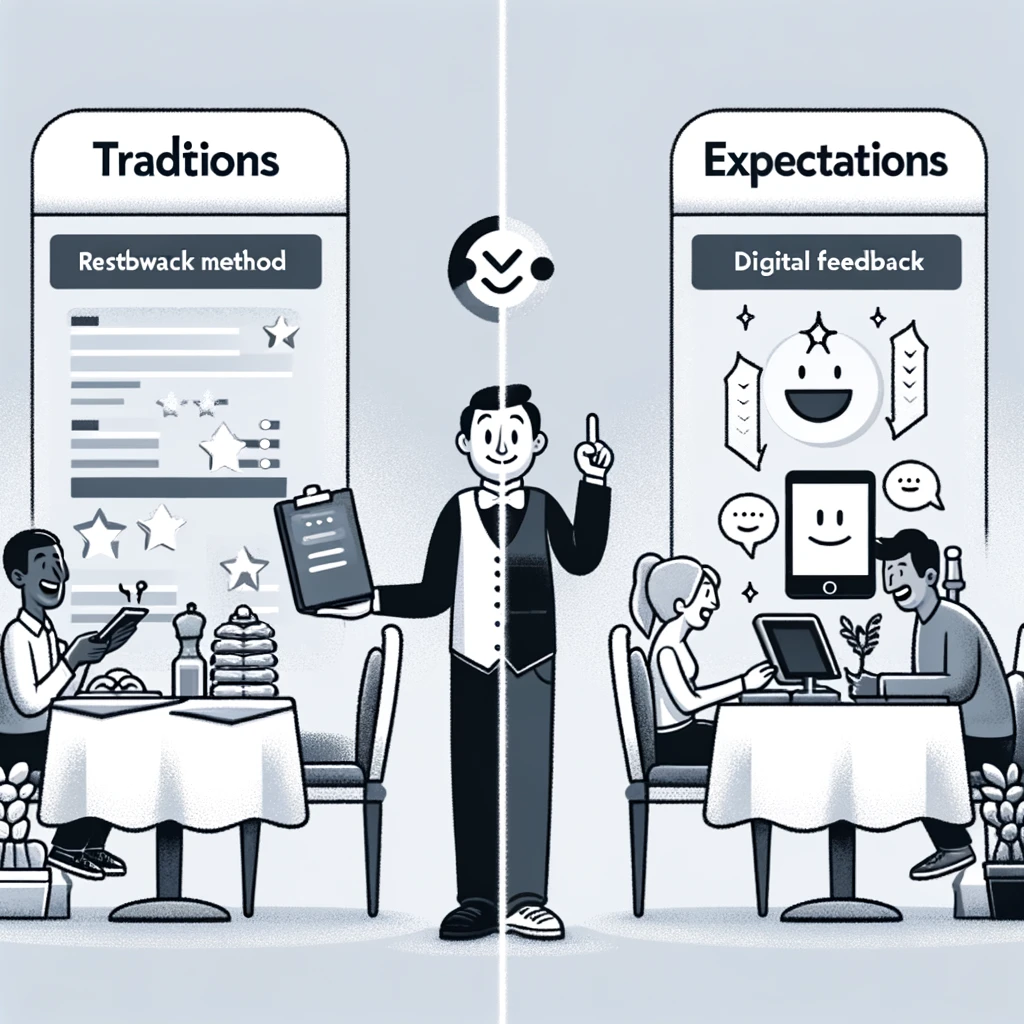 Tradtions
Restbwack method
Expectations
Digital feedback